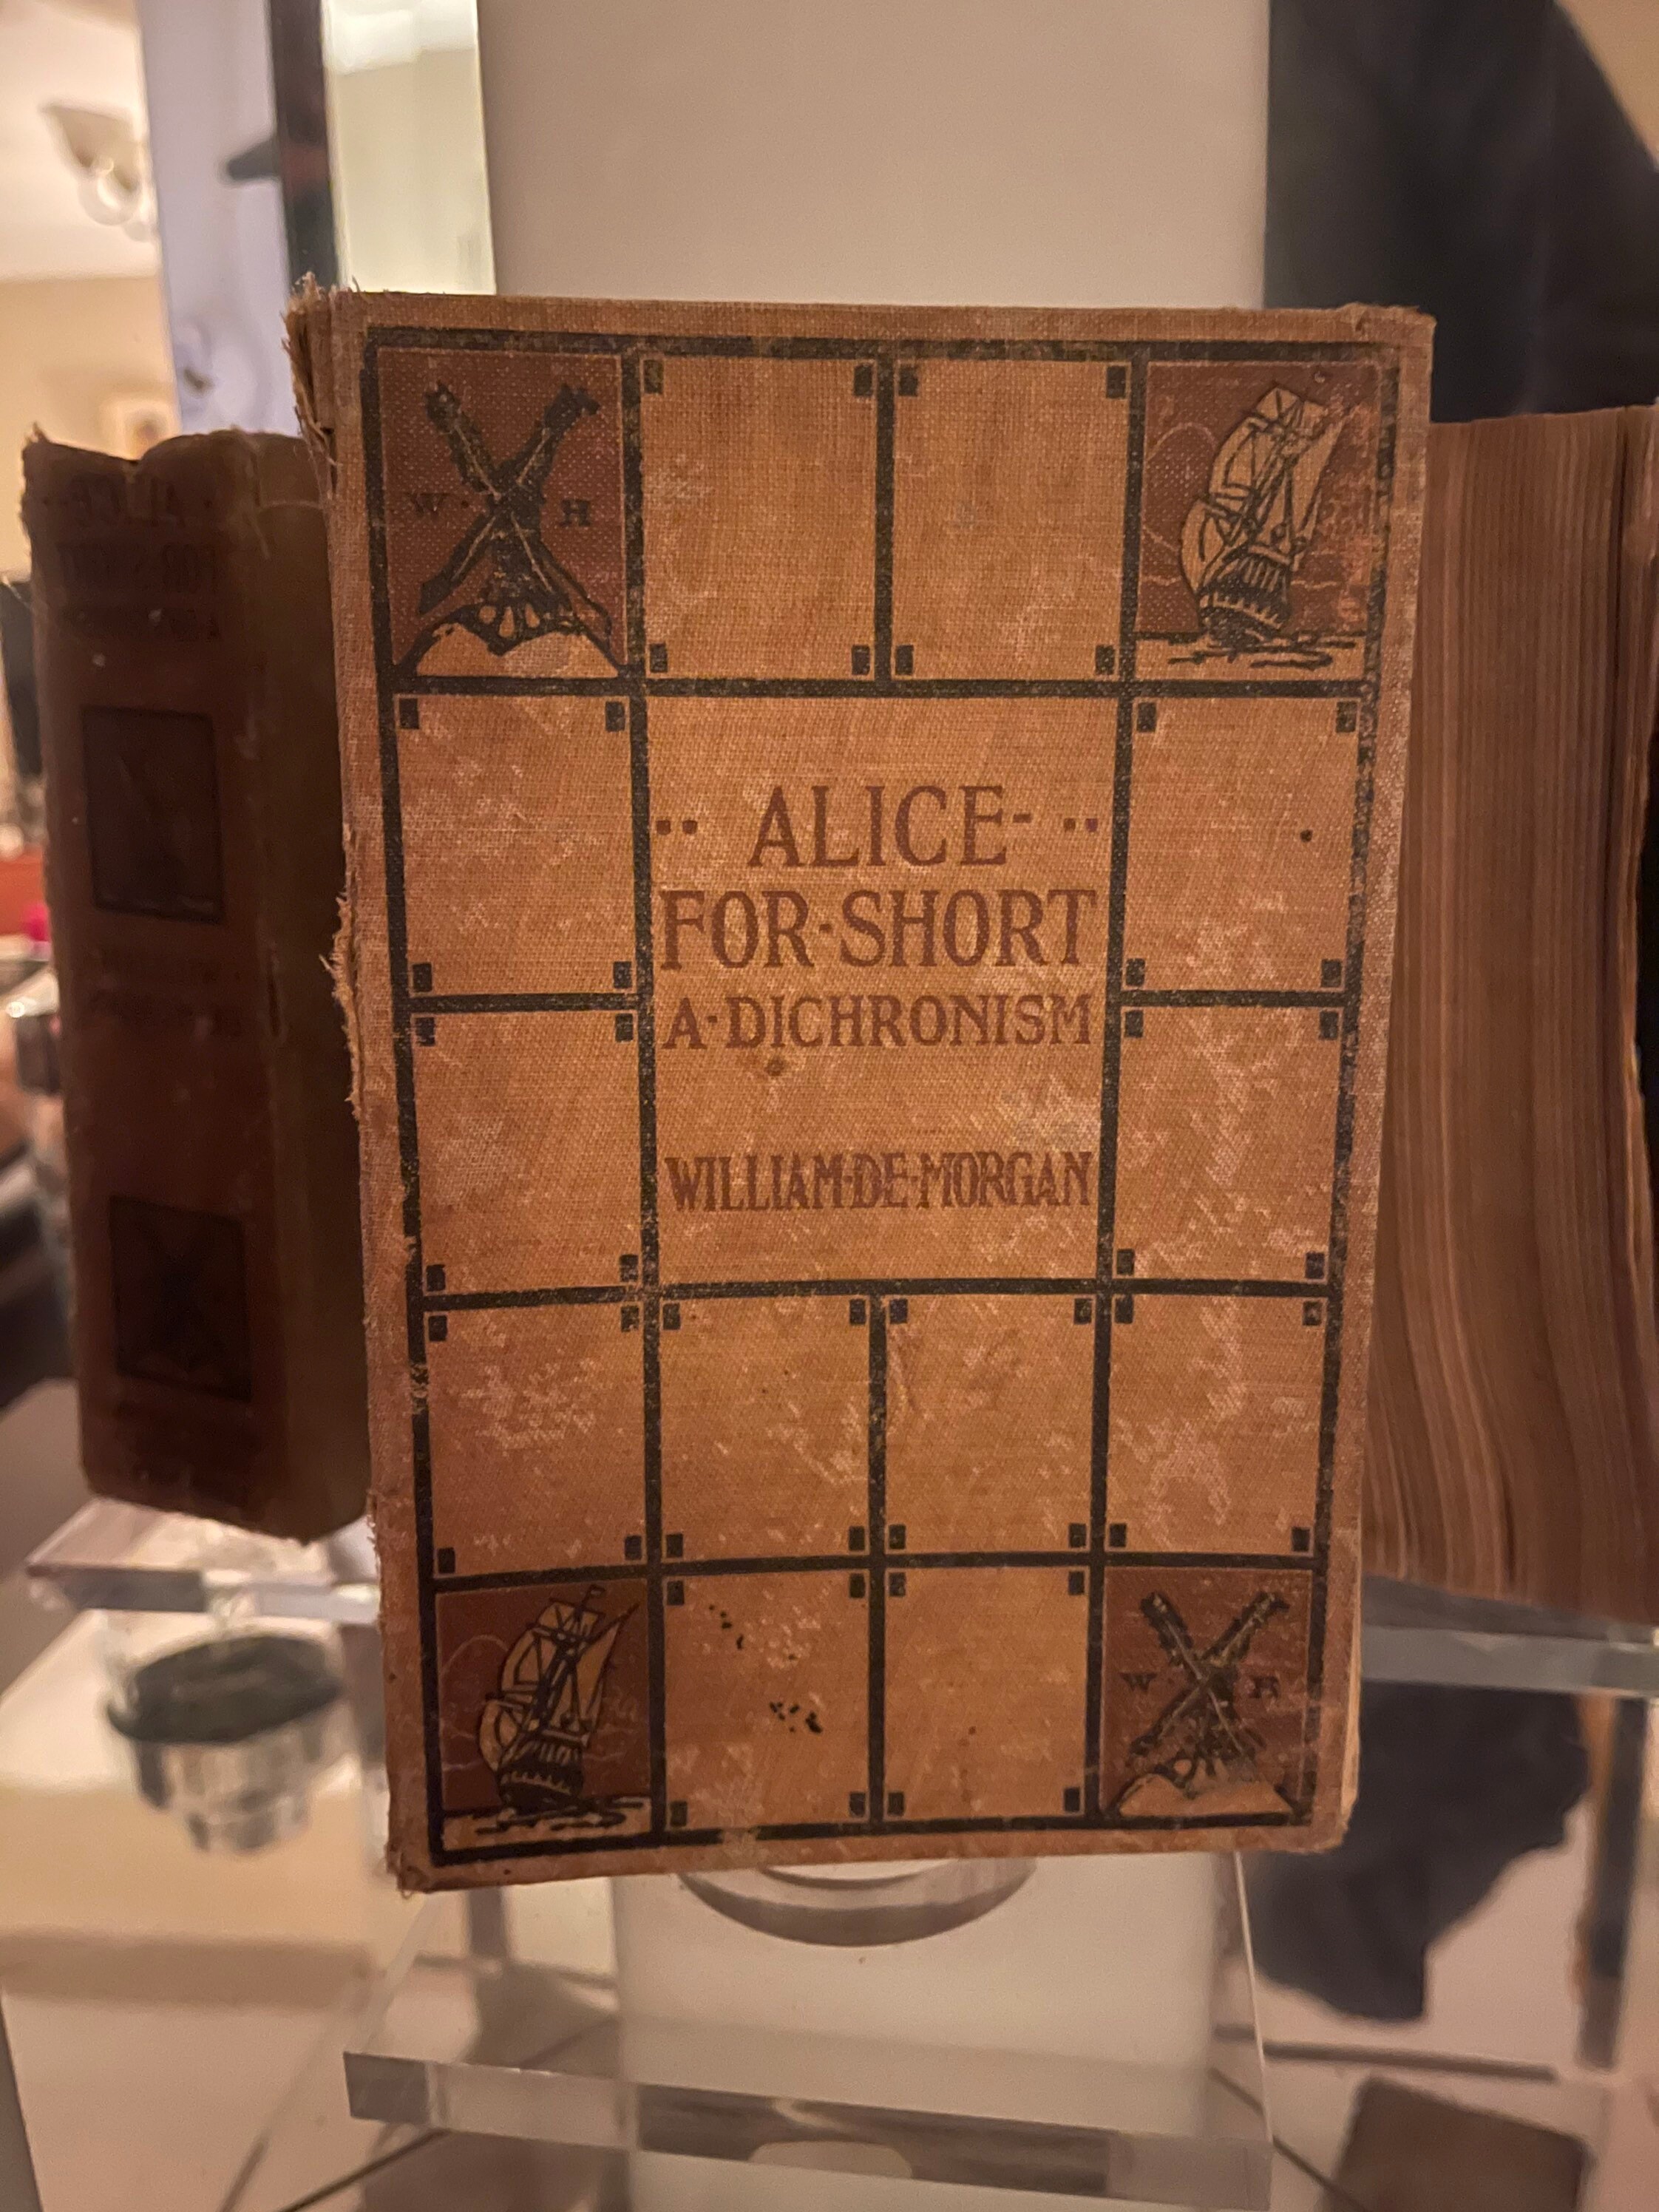 W · H
·· ALICE- ··
FOR·SHORT
A·DICHRONISM
WILLIAM·DE·MORGAN
W · H